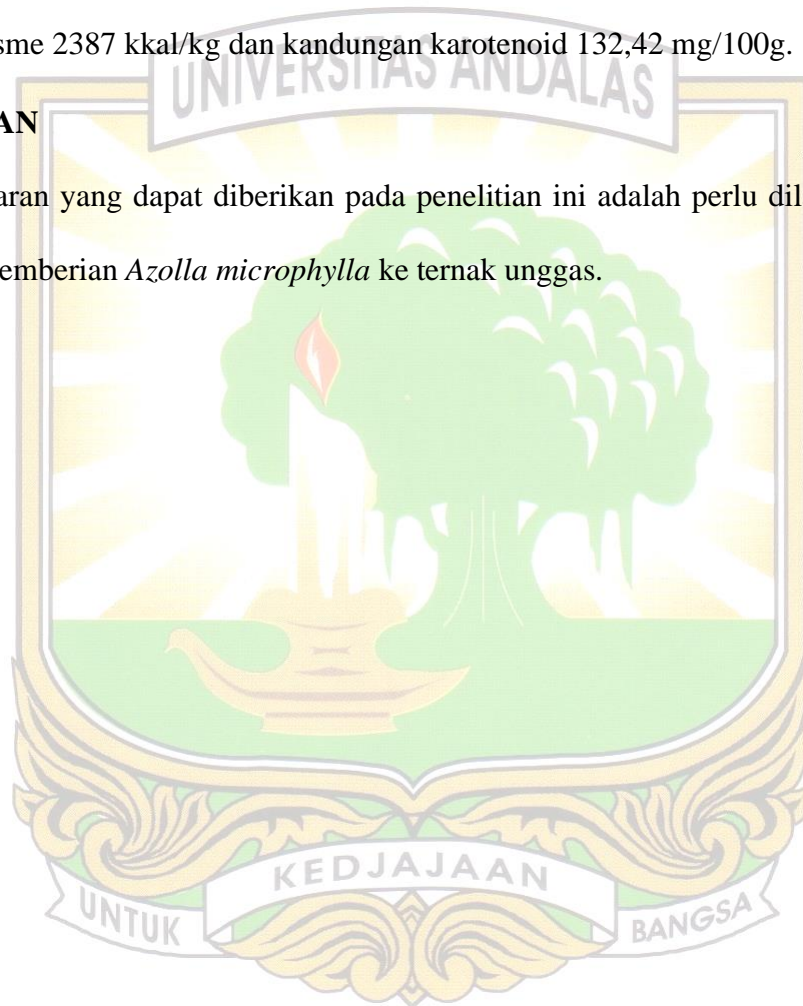 sme 2387 kkal/kg dan kandungan karotenoid 132,42 mg/100g.
UNIVERSITAS ANDALAS
AN
aran yang dapat diberikan pada penelitian ini adalah perlu dil
emberian Azolla microphylla ke ternak unggas.
KEDJAJAAN
UNTUK BANGSA